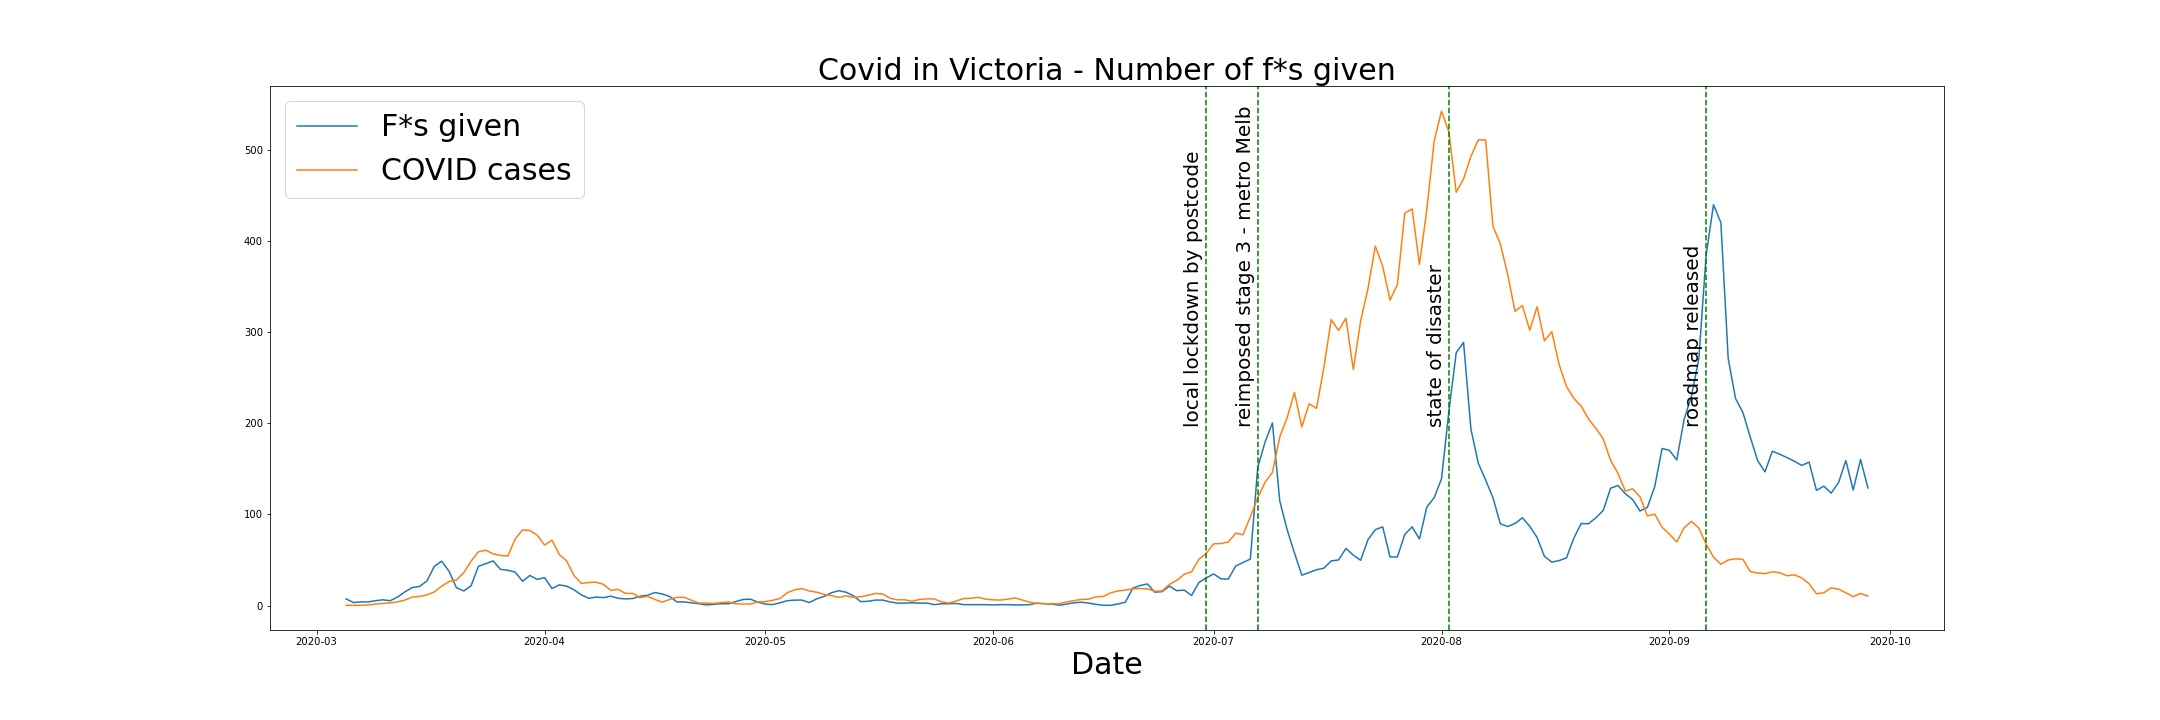 Covid in Victoria - Number of f*s given
F*s given
COVID cases
500
400
300
200
100
0
local lockdown by postcode
reimposed stage 3 - metro Melb
state of disaster
roadmap released
2020-03
2020-04
2020-05
2020-06
2020-07
2020-08
2020-09
2020-10
Date